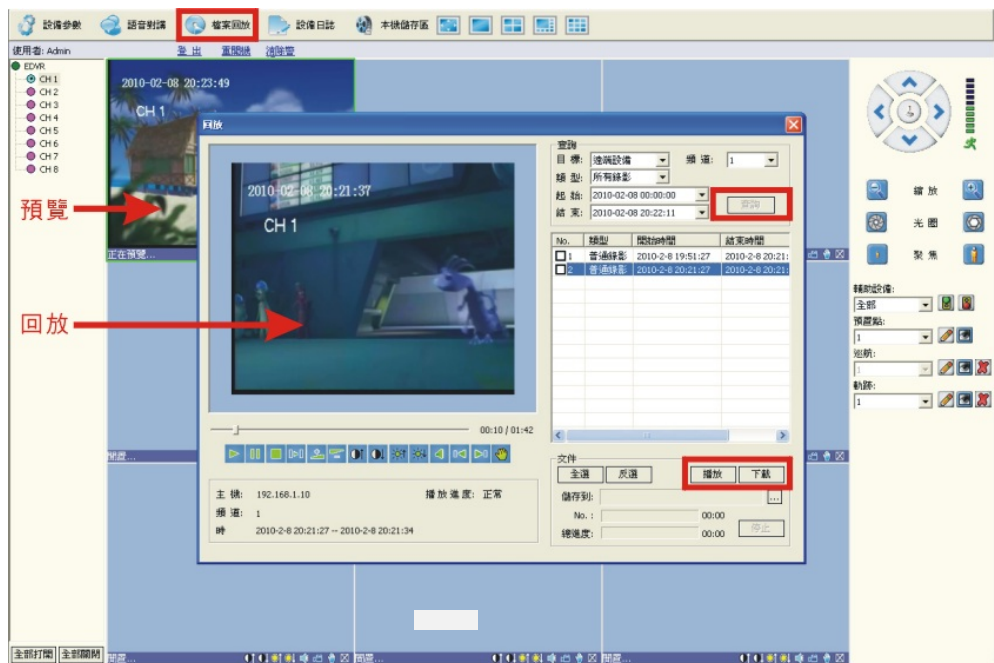 設備參數 語音對講 檔案回放 設備日誌 本機儲存區
使用者: Admin 登 出 重開機 清除警
EDVR
CH 1
CH 2
CH 3
CH 4
CH 5
CH 6
CH 7
CH 8
2010-02-08 20:23:49
CH 1
正在預覽...
預覽
回放
回放
2010-02-08 20:21:37
CH 1
00:10 / 01:42
主 機: 192.168.1.10 播 放 進 度: 正常
頻 道: 1
時 2010-2-8 20:21:27 -- 2010-2-8 20:21:34
查詢
目 標: 遠端設備 頻 道: 1
類 型: 所有錄影
起 始: 2010-02-08 00:00:00
結 束: 2010-02-08 20:22:11
查詢
No. 類型 開始時間 結束時間
1 普通錄影 2010-2-8 19:51:27 2010-2-8 20:21:
2 普通錄影 2010-2-8 20:21:27 2010-2-8 20:21:
文件
全選 反選 播放 下載
儲存到: ...
No. : 00:00
總進度: 00:00 停止
縮 放
光 圈
聚 焦
輔助設備:
全部
預置點:
1
巡航:
1
軌跡:
1
閒置...
全部打開 全部關閉
閒置... 閒置... 閒置...